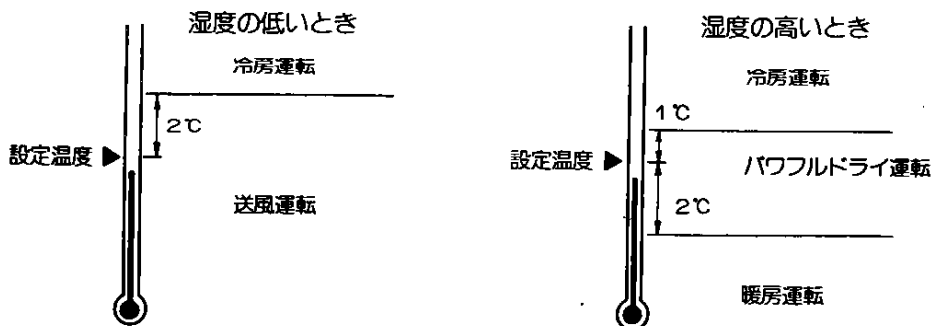 湿度の低いとき
冷房運転
2℃
設定温度 ▶
送風運転
湿度の高いとき
冷房運転
1℃
設定温度 ▶
パワフルドライ運転
2℃
暖房運転